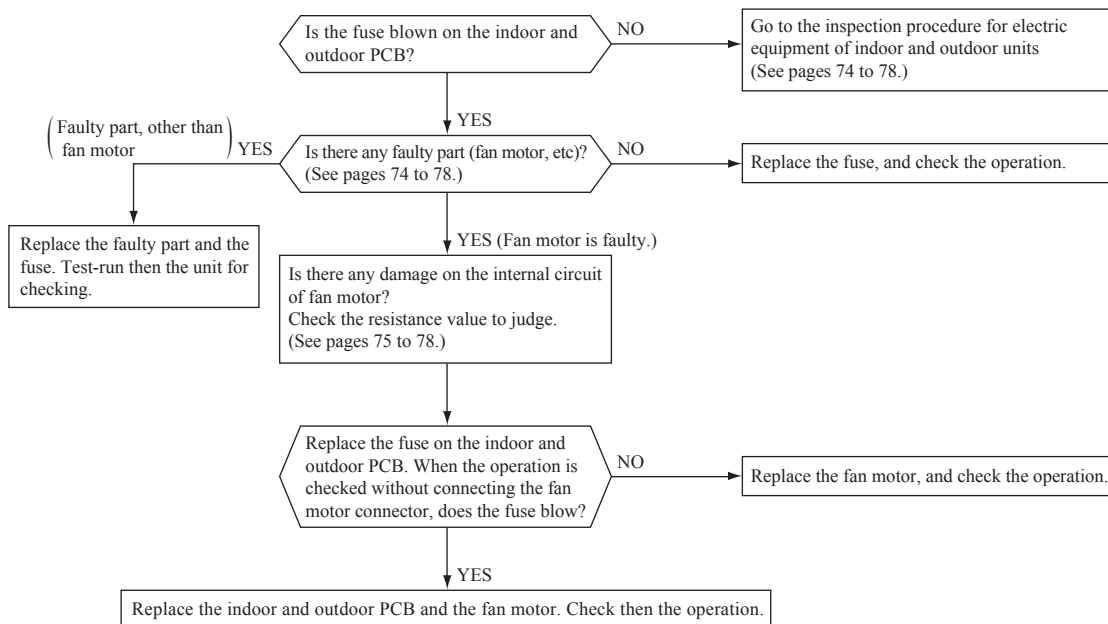 Is the fuse blown on the indoor and
outdoor PCB?
NO
Go to the inspection procedure for electric
equipment of indoor and outdoor units
(See pages 74 to 78.)
YES
(Faulty part, other than
fan motor)
YES
Is there any faulty part (fan motor, etc)?
(See pages 74 to 78.)
NO
Replace the fuse, and check the operation.
Replace the faulty part and the
fuse. Test-run then the unit for
checking.
YES (Fan motor is faulty.)
Is there any damage on the internal circuit
of fan motor?
Check the resistance value to judge.
(See pages 75 to 78.)
Replace the fuse on the indoor and
outdoor PCB. When the operation is
checked without connecting the fan
motor connector, does the fuse blow?
NO
Replace the fan motor, and check the operation.
YES
Replace the indoor and outdoor PCB and the fan motor. Check then the operation.